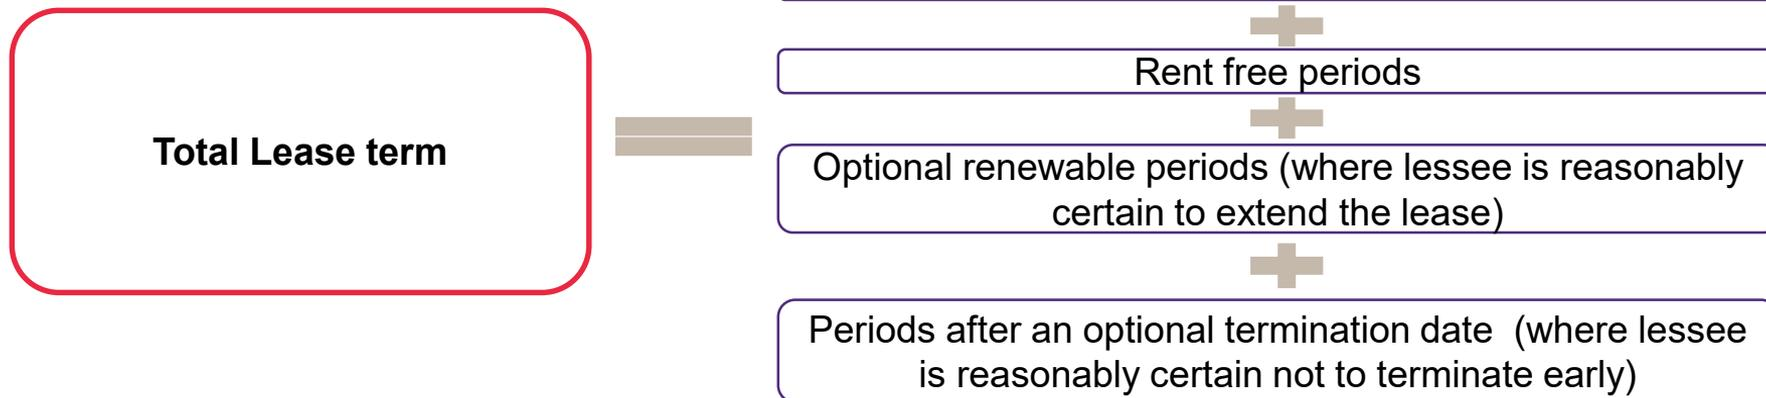 Total Lease term
Rent free periods
Optional renewable periods (where lessee is reasonably
certain to extend the lease)
Periods after an optional termination date  (where lessee
is reasonably certain not to terminate early)